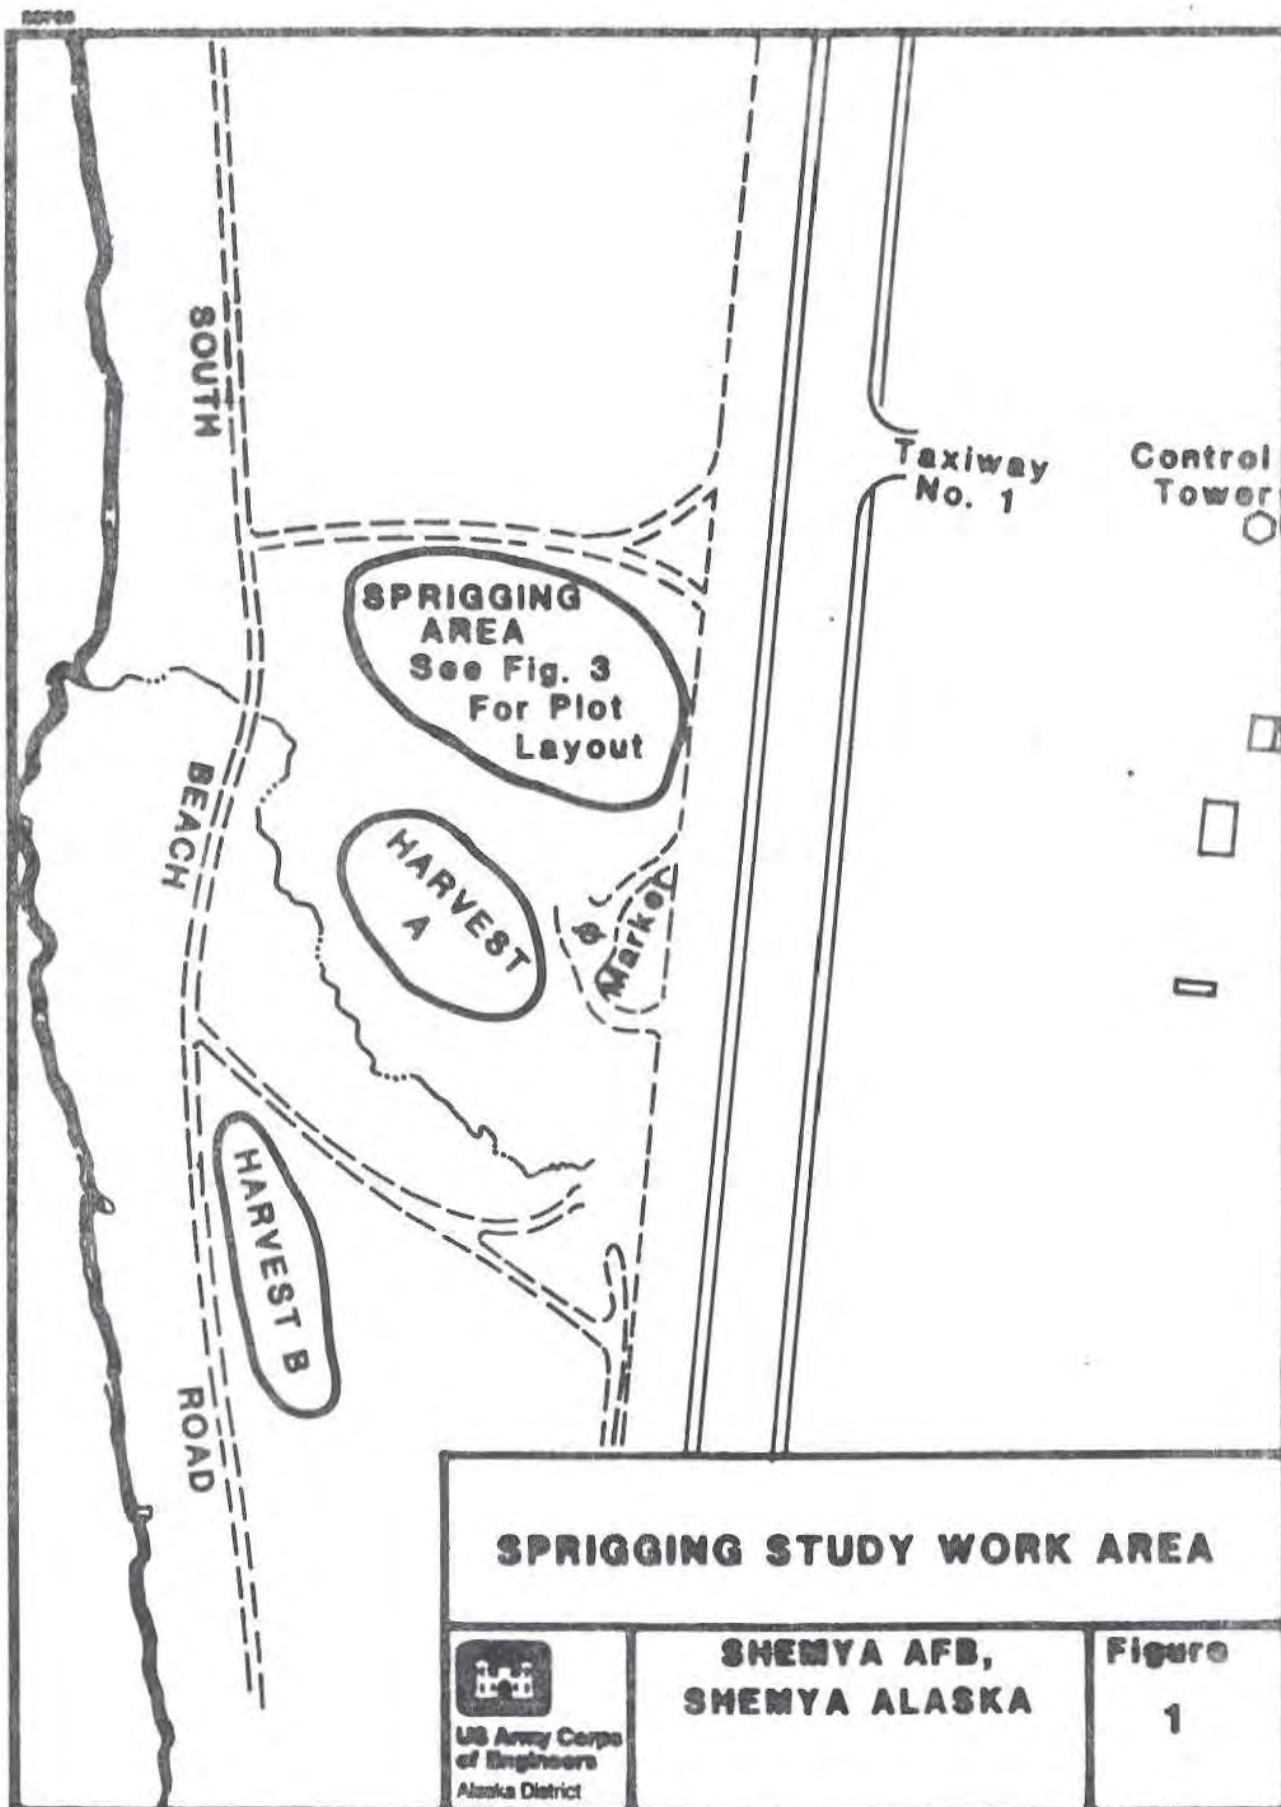 SOUTH
Taxiway
No. 1
Control
Tower
SPRIGGING
AREA
See Fig. 3
For Plot
Layout
BEACH
HARVEST
A
Marker
HARVEST B
ROAD
SPRIGGING STUDY WORK AREA
US Army Corps
of Engineers
Alaska District
SHEMYA AFB,
SHEMYA ALASKA
Figure
1